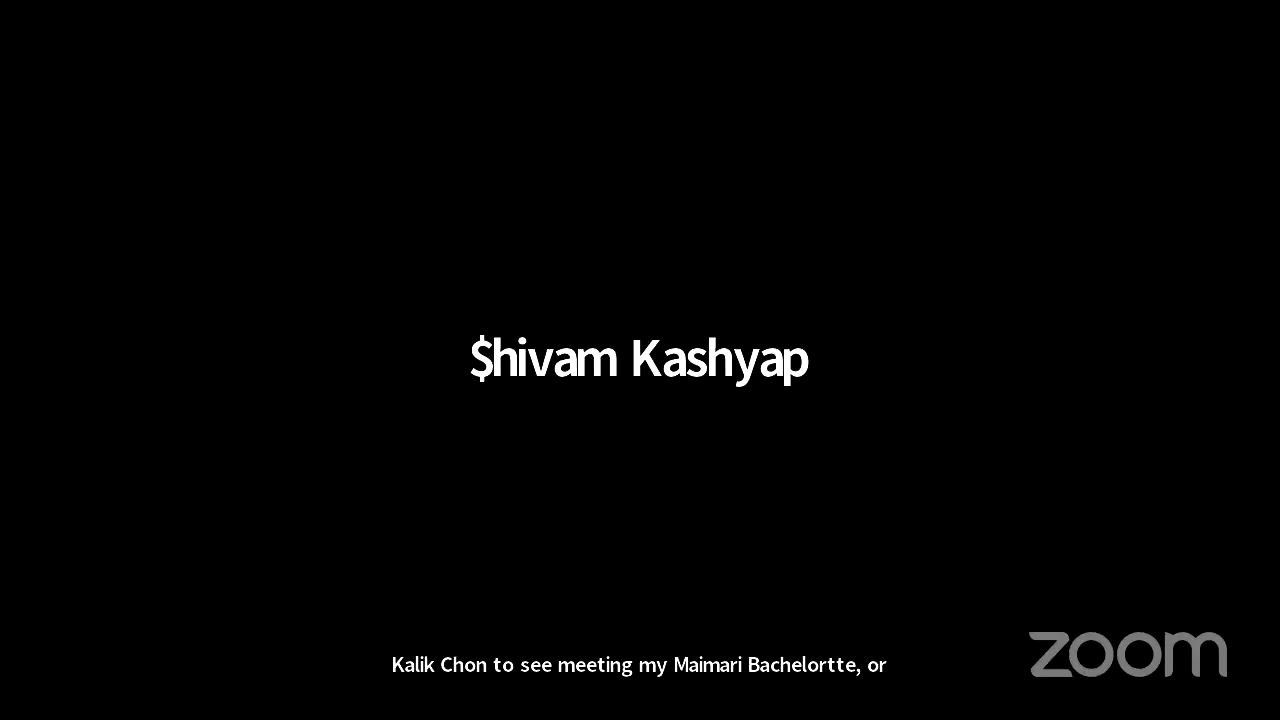 $hivam Kashyap
Kalik Chon to see meeting my Maimari Bachelortte, or
zoom